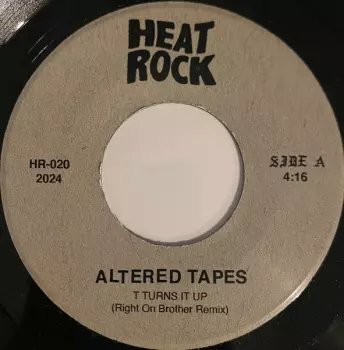 HEAT
ROCK
HR-020
2024
SIDE A
4:16
ALTERED TAPES
T TURNS IT UP
(Right On Brother Remix)